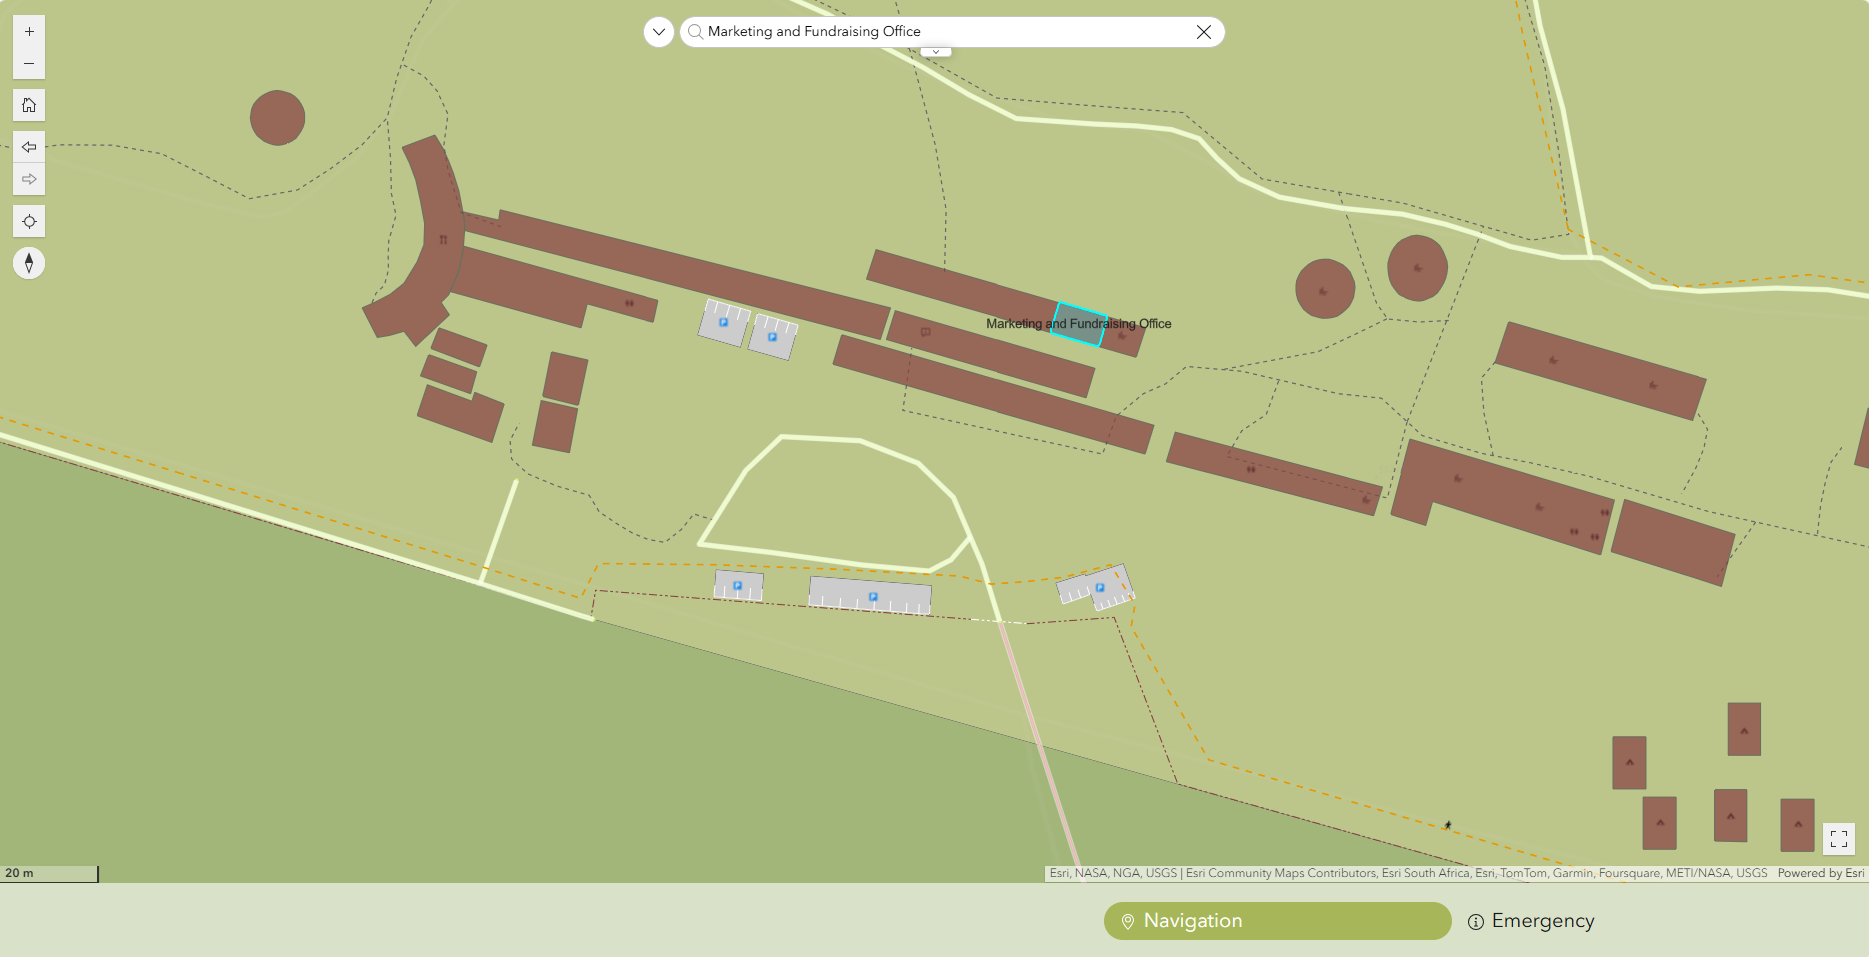 Marketing and Fundraising Office
+
−
P
P
Marketing and Fundraising Office
P
P
P
20 m
Esri, NASA, NGA, USGS | Esri Community Maps Contributors, Esri South Africa, Esri, TomTom, Garmin, Foursquare, METI/NASA, USGS
Powered by Esri
Navigation
Emergency